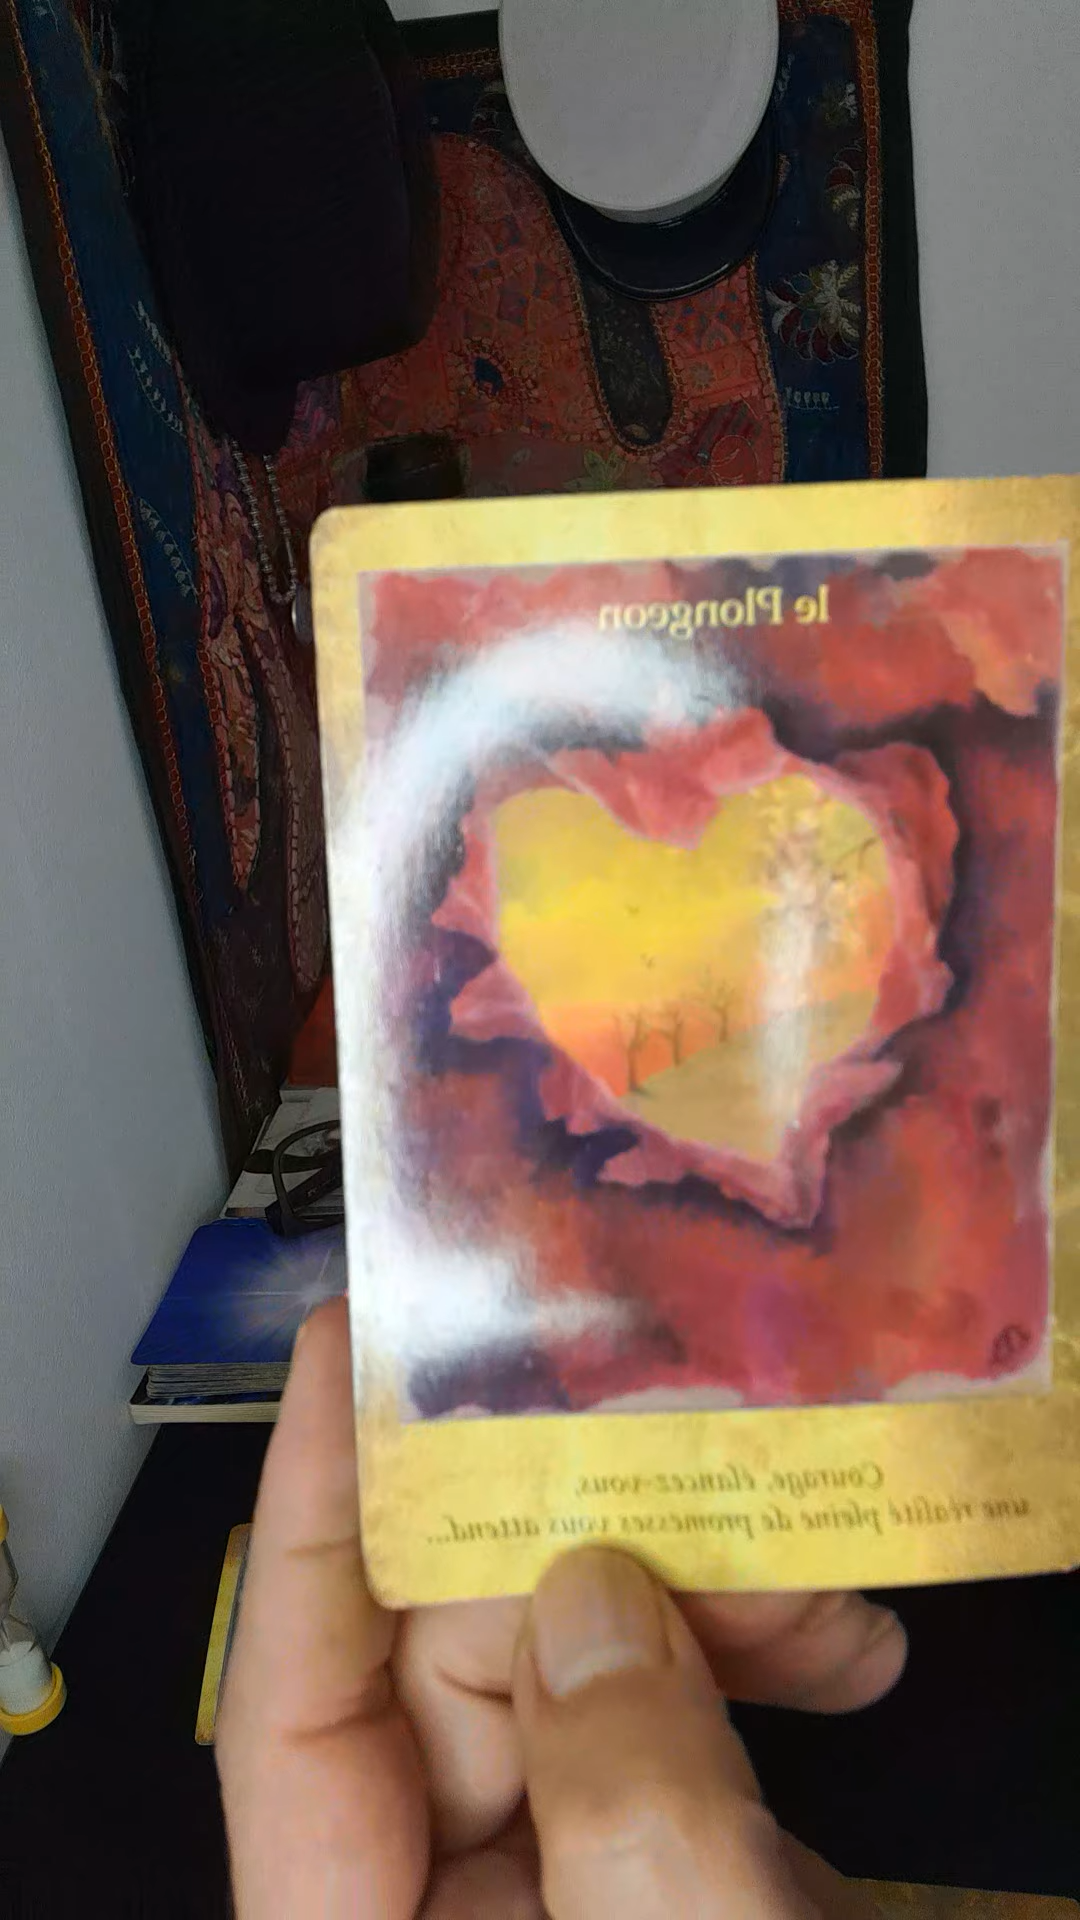 le Plongeon
Courage, élancez-vous,
une réalité pleine de promesses vous attend...